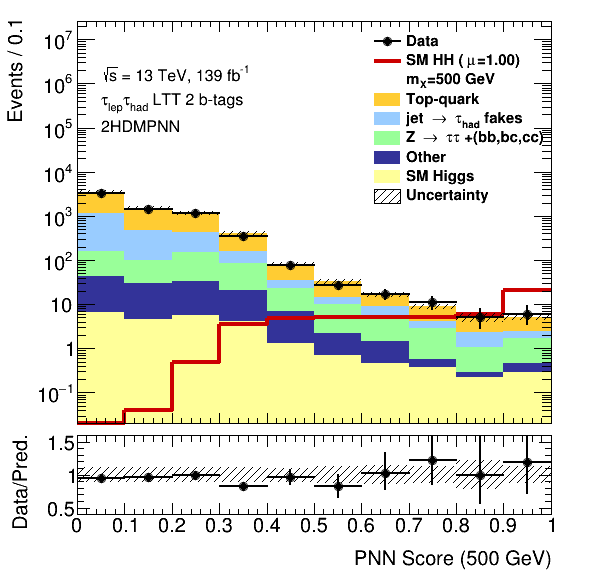 Events / 0.1
10⁷
10⁶
10⁵
10⁴
10³
10²
10
1
10⁻¹
√s = 13 TeV, 139 fb⁻¹
τlepτhad LTT 2 b-tags
2HDMPNN
Data
SM HH ( μ=1.00)
mX=500 GeV
Top-quark
jet → τhad fakes
Z → ττ +(bb,bc,cc)
Other
SM Higgs
Uncertainty
Data/Pred.
1.5
1
0.5
0 0.1 0.2 0.3 0.4 0.5 0.6 0.7 0.8 0.9 1
PNN Score (500 GeV)